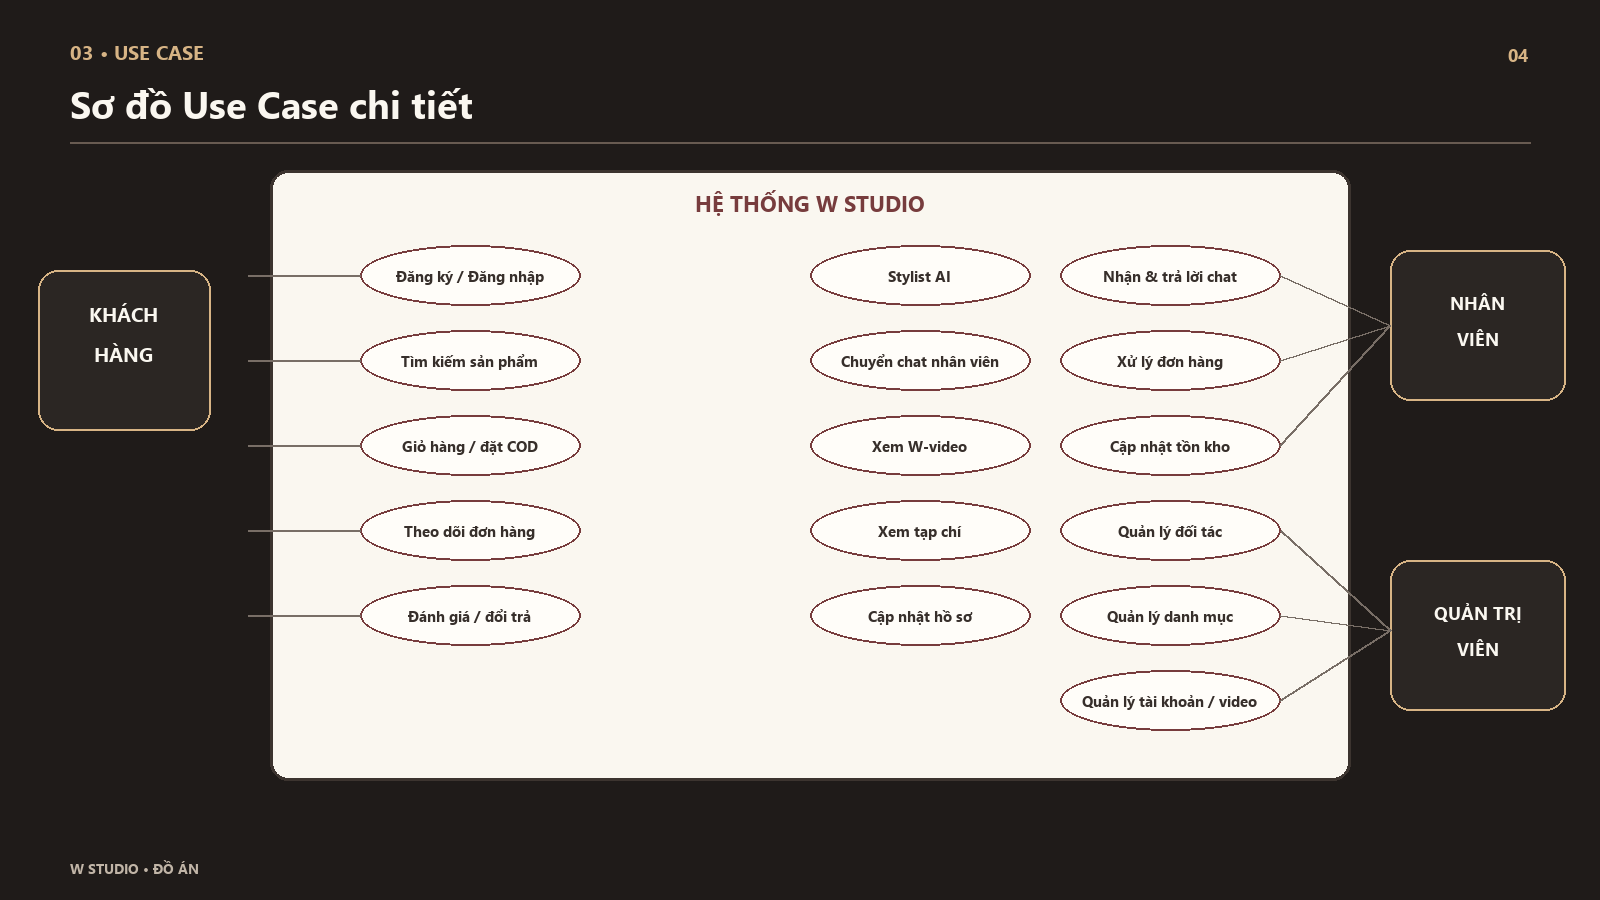 03 • USE CASE
04
Sơ đồ Use Case chi tiết
HỆ THỐNG W STUDIO
KHÁCH
HÀNG
Đăng ký / Đăng nhập
Tìm kiếm sản phẩm
Giỏ hàng / đặt COD
Theo dõi đơn hàng
Đánh giá / đổi trả
Stylist AI
Chuyển chat nhân viên
Xem W-video
Xem tạp chí
Cập nhật hồ sơ
Nhận & trả lời chat
Xử lý đơn hàng
Cập nhật tồn kho
Quản lý đối tác
Quản lý danh mục
Quản lý tài khoản / video
NHÂN
VIÊN
QUẢN TRỊ
VIÊN
W STUDIO • ĐỒ ÁN